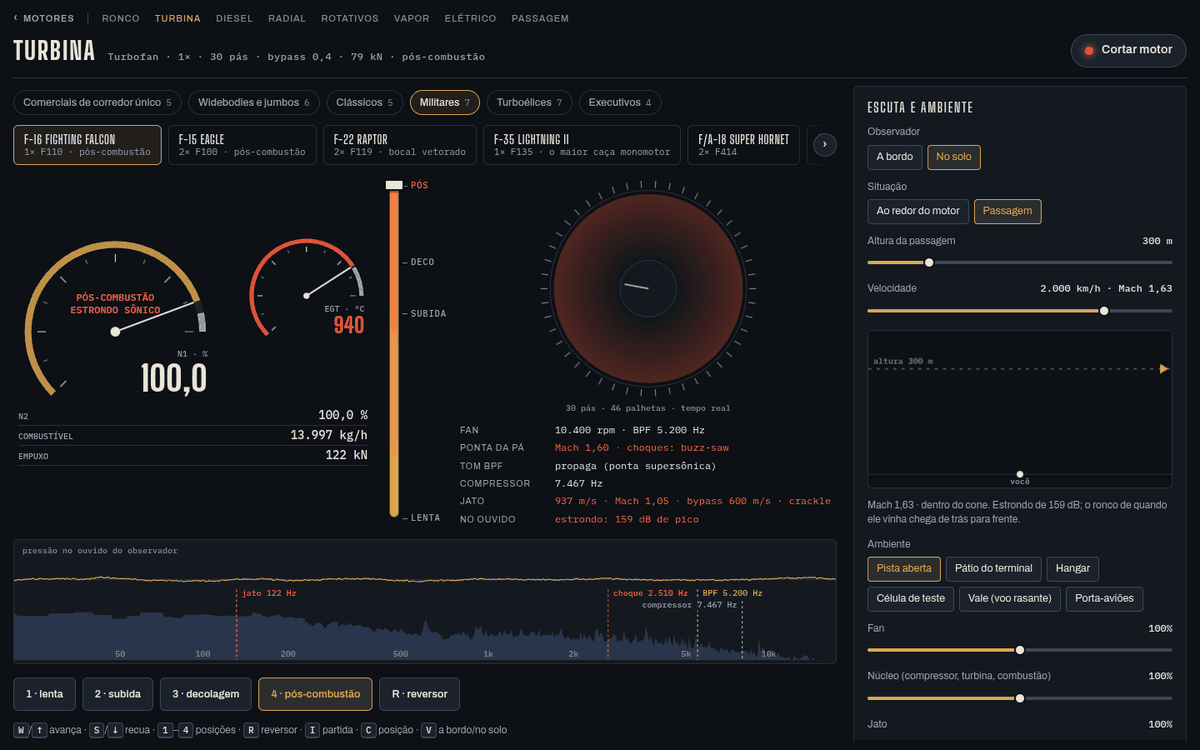 ‹ MOTORES RONCO TURBINA DIESEL RADIAL ROTATIVOS VAPOR ELÉTRICO PASSAGEM
TURBINA Turbofan · 1× · 30 pás · bypass 0,4 · 79 kN · pós-combustão
Cortar motor
Comerciais de corredor único 5 Widebodies e jumbos 6 Clássicos 5 Militares 7 Turboélices 7 Executivos 4
F-16 FIGHTING FALCON
1× F110 · pós-combustão
F-15 EAGLE
2× F100 · pós-combustão
F-22 RAPTOR
2× F119 · bocal vetorado
F-35 LIGHTNING II
1× F135 · o maior caça monomotor
F/A-18 SUPER HORNET
2× F414
›
PÓS-COMBUSTÃO
ESTRONDO SÔNICO
N1 · %
100,0
EGT · °C
940
N2 100,0 %
COMBUSTÍVEL 13.997 kg/h
EMPUXO 122 kN
PÓS
DECO
SUBIDA
LENTA
30 pás · 46 palhetas · tempo real
FAN 10.400 rpm · BPF 5.200 Hz
PONTA DA PÁ Mach 1,60 · choques: buzz-saw
TOM BPF propaga (ponta supersônica)
COMPRESSOR 7.467 Hz
JATO 937 m/s · Mach 1,05 · bypass 600 m/s · crackle
NO OUVIDO estrondo: 159 dB de pico
pressão no ouvido do observador
jato 122 Hz choque 2.510 Hz BPF 5.200 Hz
compressor 7.467 Hz
50 100 200 500 1k 2k 5k 10k
1 · lenta 2 · subida 3 · decolagem 4 · pós-combustão R · reversor
W/↑ avança · S/↓ recua · 1–4 posições · R reversor · I partida · C posição · V a bordo/no solo
ESCUTA E AMBIENTE
Observador
A bordo No solo
Situação
Ao redor do motor Passagem
Altura da passagem 300 m
Velocidade 2.000 km/h · Mach 1,63
altura 300 m
você
Mach 1,63 · dentro do cone. Estrondo de 159 dB; o ronco de quando
ele vinha chega de trás para frente.
Ambiente
Pista aberta Pátio do terminal Hangar
Célula de teste Vale (voo rasante) Porta-aviões
Fan 100%
Núcleo (compressor, turbina, combustão) 100%
Jato 100%